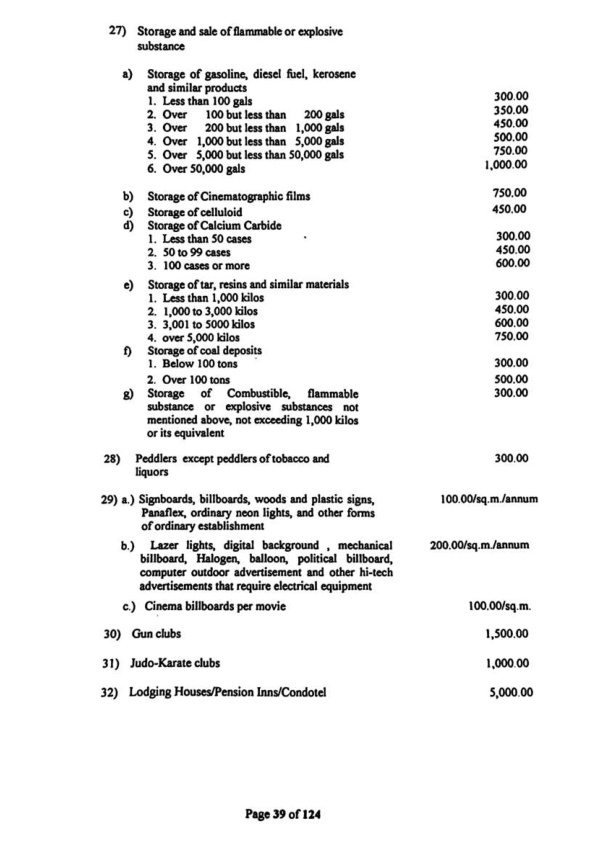 27) Storage and sale of flammable or explosive
substance
a) Storage of gasoline, diesel fuel, kerosene
and similar products
1. Less than 100 gals 300.00
2. Over 100 but less than 200 gals 350.00
3. Over 200 but less than 1,000 gals 450.00
4. Over 1,000 but less than 5,000 gals 500.00
5. Over 5,000 but less than 50,000 gals 750.00
6. Over 50,000 gals 1,000.00
b) Storage of Cinematographic films 750.00
c) Storage of celluloid 450.00
d) Storage of Calcium Carbide
1. Less than 50 cases 300.00
2. 50 to 99 cases 450.00
3. 100 cases or more 600.00
e) Storage of tar, resins and similar materials
1. Less than 1,000 kilos 300.00
2. 1,000 to 3,000 kilos 450.00
3. 3,001 to 5000 kilos 600.00
4. over 5,000 kilos 750.00
f) Storage of coal deposits
1. Below 100 tons 300.00
2. Over 100 tons 500.00
g) Storage of Combustible, flammable 300.00
substance or explosive substances not
mentioned above, not exceeding 1,000 kilos
or its equivalent
28) Peddlers except peddlers of tobacco and 300.00
liquors
29) a.) Signboards, billboards, woods and plastic signs, 100.00/sq.m./annum
Panaflex, ordinary neon lights, and other forms
of ordinary establishment
b.) Lazer lights, digital background , mechanical 200.00/sq.m./annum
billboard, Halogen, balloon, political billboard,
computer outdoor advertisement and other hi-tech
advertisements that require electrical equipment
c.) Cinema billboards per movie 100.00/sq.m.
30) Gun clubs 1,500.00
31) Judo-Karate clubs 1,000.00
32) Lodging Houses/Pension Inns/Condotel 5,000.00
Page 39 of 124